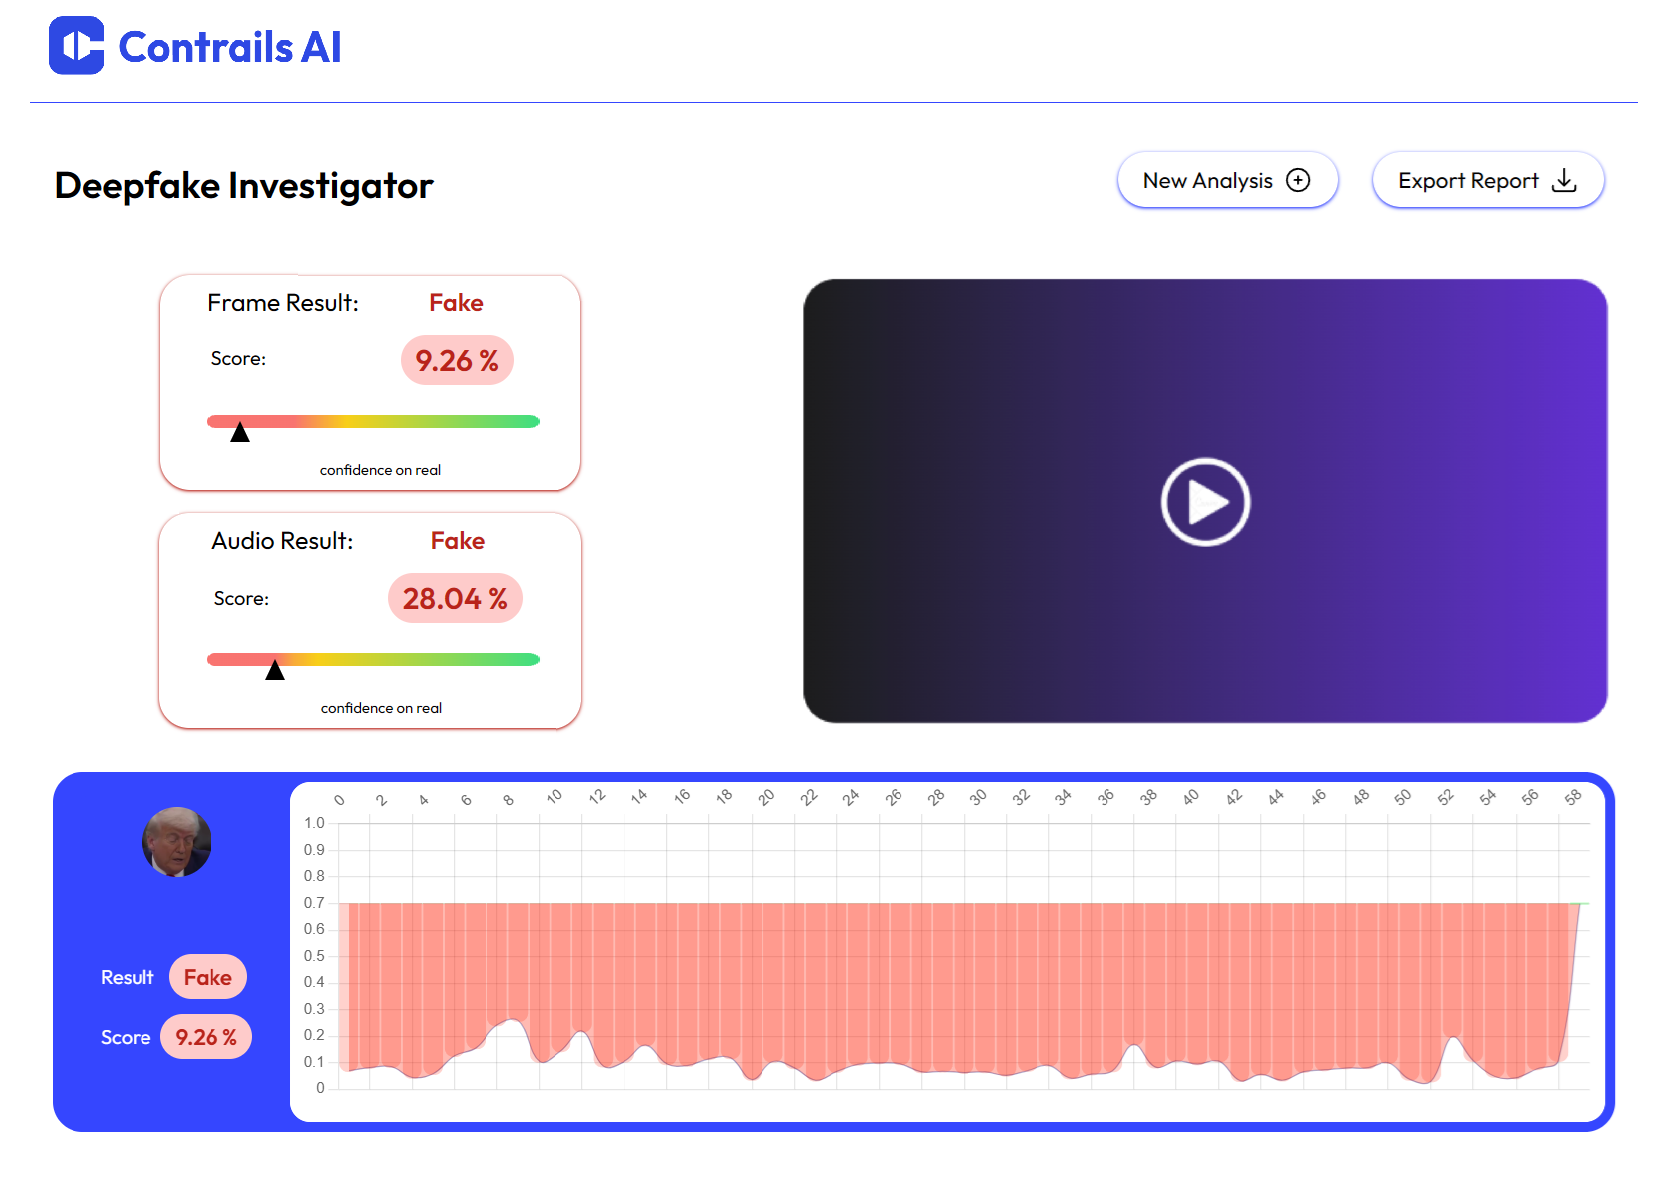 Contrails AI
Deepfake Investigator
New Analysis
Export Report
Frame Result: Fake
Score: 9.26 %
confidence on real
Audio Result: Fake
Score: 28.04 %
confidence on real
0 2 4 6 8 10 12 14 16 18 20 22 24 26 28 30 32 34 36 38 40 42 44 46 48 50 52 54 56 58
1.0
0.9
0.8
0.7
0.6
0.5
0.4
0.3
0.2
0.1
0
Result Fake
Score 9.26 %